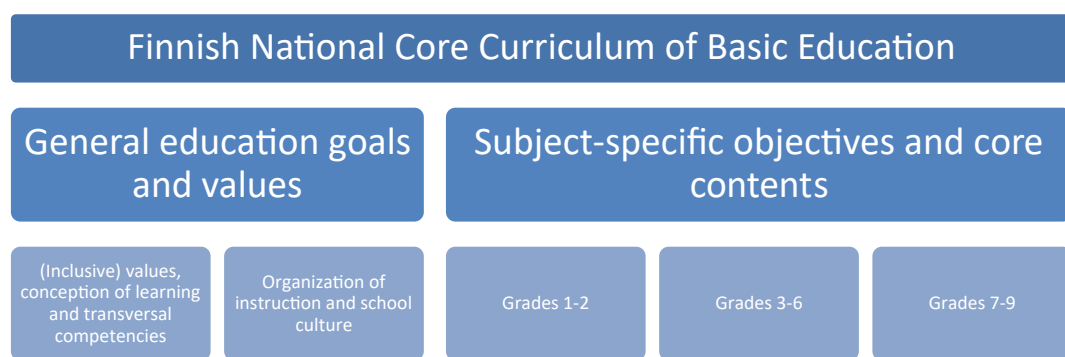 Finnish National Core Curriculum of Basic Education
General education goals
and values
Subject-specific objectives and core
contents
(Inclusive) values,
conception of learning
and transversal
competencies
Organization of
instruction and school
culture
Grades 1-2
Grades 3-6
Grades 7-9